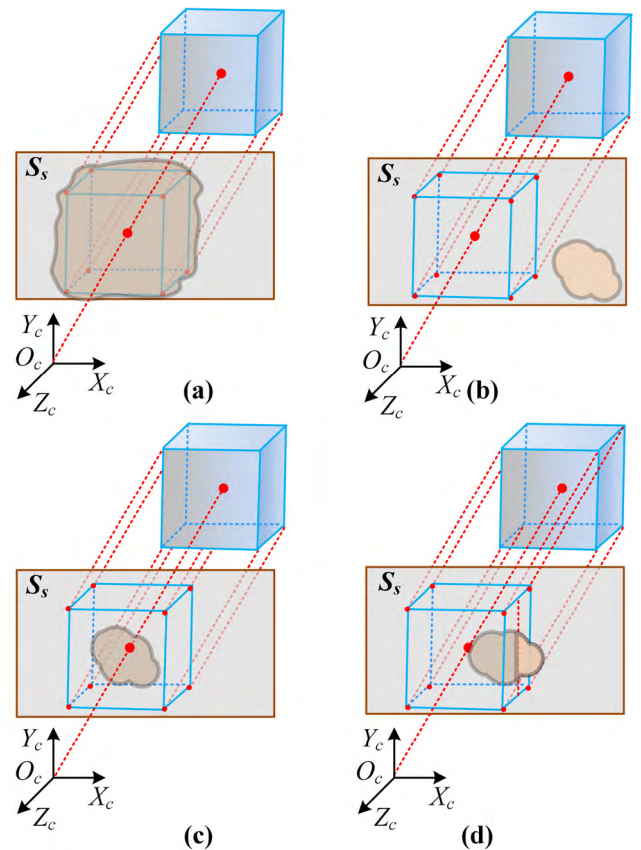 S_s
S_s
Y_c
O_c
X_c
Z_c
(a)
Y_c
O_c
X_c
Z_c
(b)
S_s
S_s
Y_c
O_c
X_c
Z_c
(c)
Y_c
O_c
X_c
Z_c
(d)